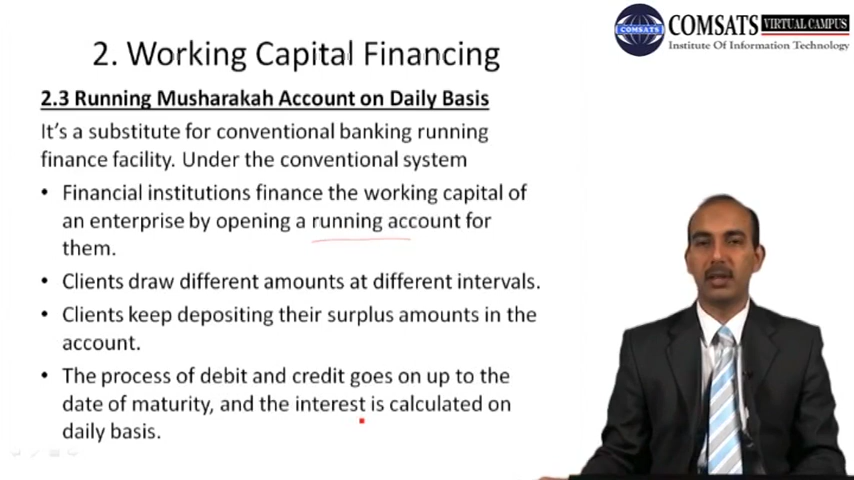 COMSATS VIRTUAL CAMPUS
Institute Of Information Technology
COMSATS
2. Working Capital Financing
2.3 Running Musharakah Account on Daily Basis
It's a substitute for conventional banking running
finance facility. Under the conventional system
• Financial institutions finance the working capital of
an enterprise by opening a running account for
them.
• Clients draw different amounts at different intervals.
• Clients keep depositing their surplus amounts in the
account.
• The process of debit and credit goes on up to the
date of maturity, and the interest is calculated on
daily basis.